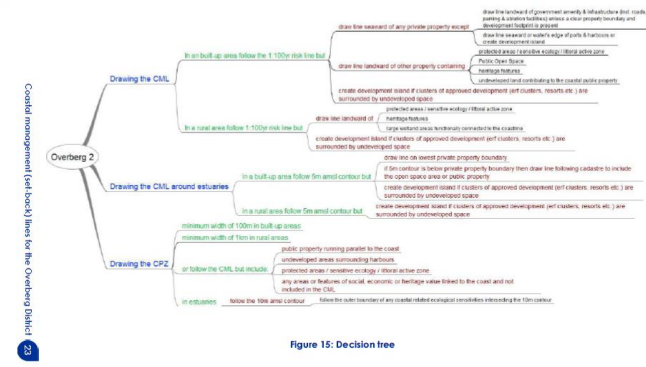 draw line landward of government amenity & infrastructure (incl. roads,
parking & ablution facilities) unless a clear property boundary and
development footprint is present
draw line seaward of any private property except
draw line seaward or water's edge of ports & harbours or
create development island
In an built-up area follow the 1:100yr risk line but
protected areas / sensitive ecology / littoral active zone
Public Open Space
draw line landward of other property containing
heritage features
undeveloped land contributing to the coastal public property
Drawing the CML
create development island if clusters of approved development (erf clusters, resorts etc.) are
surrounded by undeveloped space
protected areas / sensitive ecology / littoral active zone
draw line landward of
heritage features
In a rural area follow 1:100yr risk line but
large wetland areas functionally connected to the coastline
create development island if clusters of approved development (erf clusters, resorts etc. ) are
surrounded by undeveloped space
Overberg 2
draw line on lowest private property boundary
in a built-up area follow 5m amsl contour but
if 5m contour is below private property boundary then draw line following cadastre to include
the open space area or public property
Drawing the CML around estuaries
create development island if clusters of approved development (erf clusters, resorts etc.) are
surrounded by undeveloped space
in a rural area follow 5m amsl contour but
create development island if clusters of approved development (erf clusters, resorts etc.) are
surrounded by undeveloped space
minimum width of 100m in built-up areas
minimum width of 1km in rural areas
Drawing the CPZ
or follow the CML but include:
public property running parallel to the coast
undeveloped areas surrounding harbours
protected areas / sensitive ecology / littoral active zone
any areas or features of social, economic or heritage value linked to the coast and not
included in the CML
in estuaries
follow the 10m amsl contour
follow the outer boundary of any coastal related ecological sensitivities intersecting the 10m contour
Coastal management (set-back) lines for the Overberg District
23
Figure 15: Decision tree